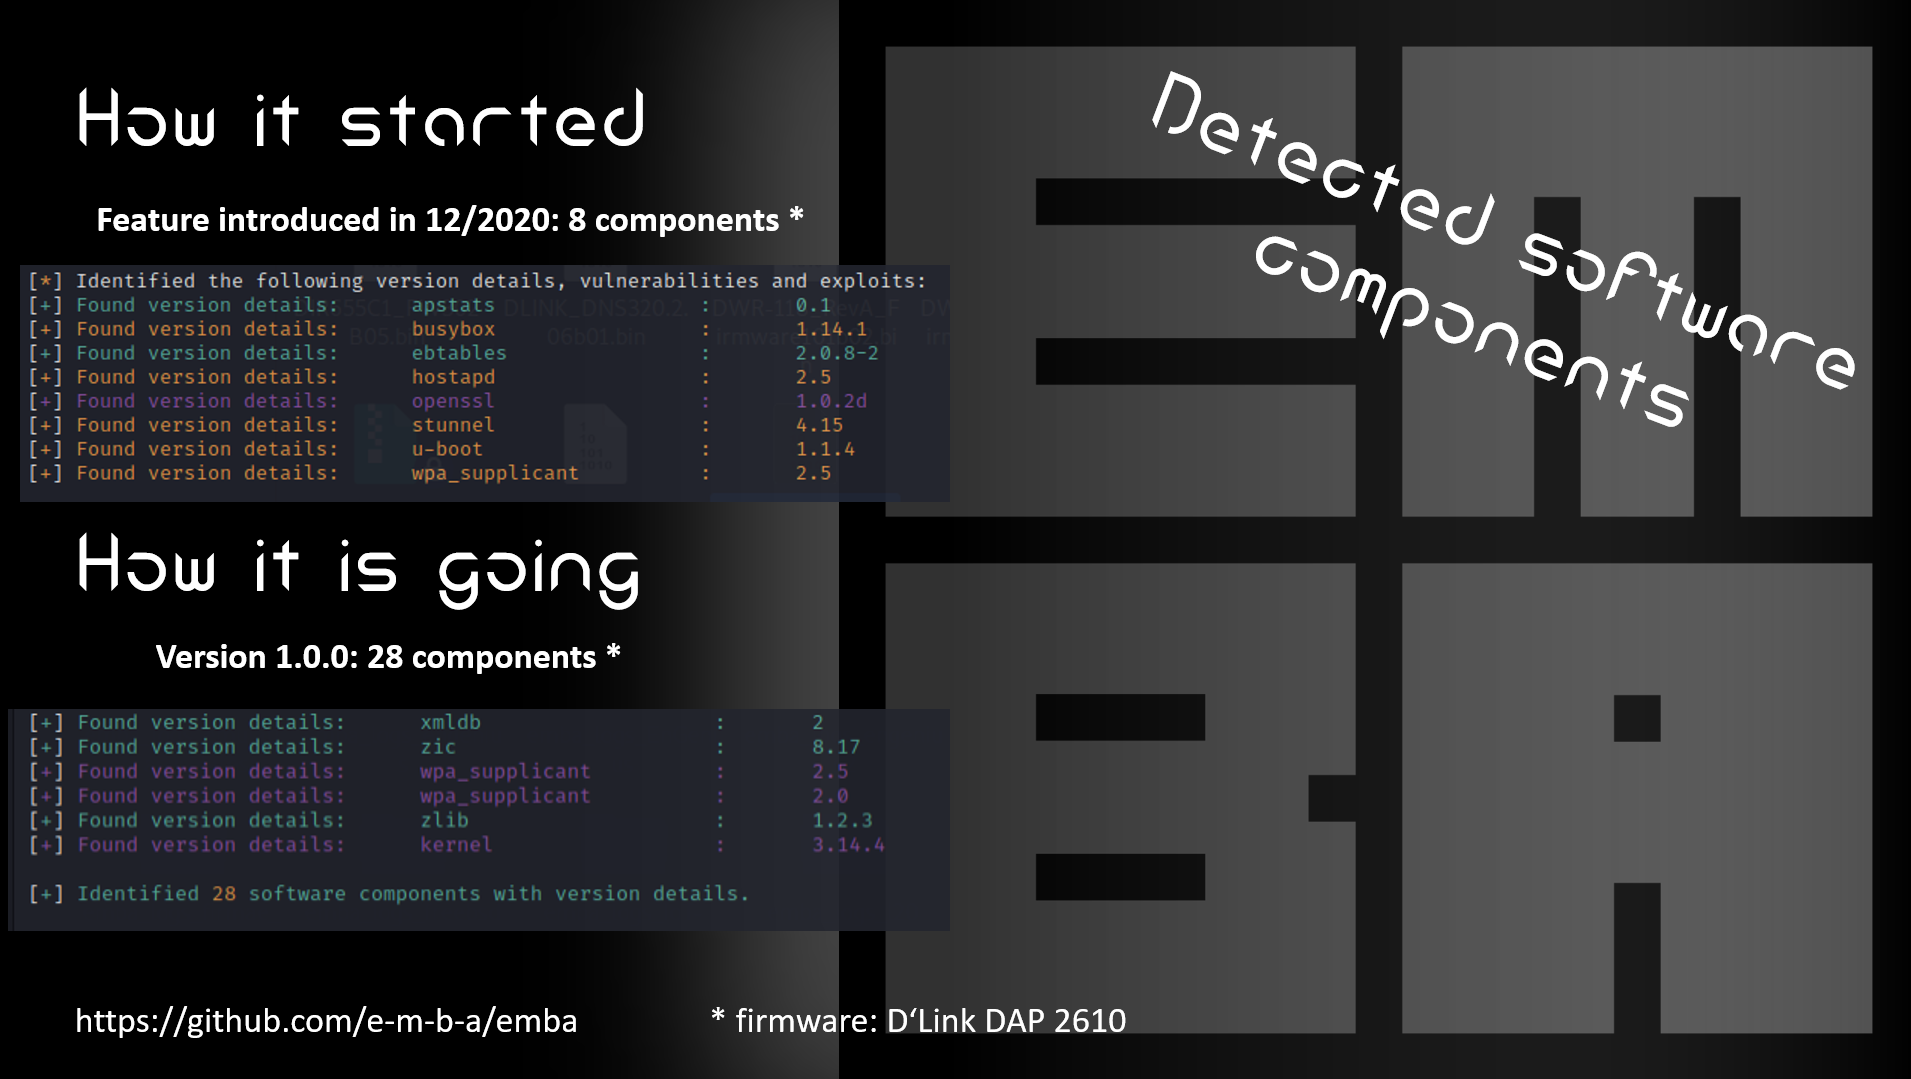 How it started
Feature introduced in 12/2020: 8 components *
[*] Identified the following version details, vulnerabilities and exploits:
[+] Found version details: apstats : 0.1
[+] Found version details: busybox : 1.14.1
[+] Found version details: ebtables : 2.0.8-2
[+] Found version details: hostapd : 2.5
[+] Found version details: openssl : 1.0.2d
[+] Found version details: stunnel : 4.15
[+] Found version details: u-boot : 1.1.4
[+] Found version details: wpa_supplicant : 2.5
How it is going
Version 1.0.0: 28 components *
[+] Found version details: xmldb : 2
[+] Found version details: zic : 8.17
[+] Found version details: wpa_supplicant : 2.5
[+] Found version details: wpa_supplicant : 2.0
[+] Found version details: zlib : 1.2.3
[+] Found version details: kernel : 3.14.4
[+] Identified 28 software components with version details.
https://github.com/e-m-b-a/emba
* firmware: D‘Link DAP 2610
Detected software
components
EMBA